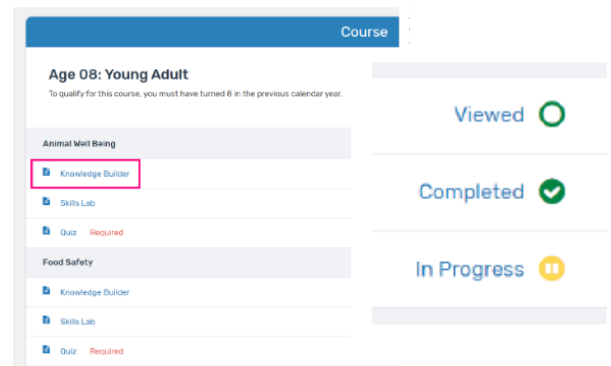 Course
Age 08: Young Adult
To qualify for this course, you must have turned 8 in the previous calendar year.
Animal Well Being
Knowledge Builder
Skills Lab
Quiz Required
Food Safety
Knowledge Builder
Skills Lab
Quiz Required
Viewed
Completed
In Progress